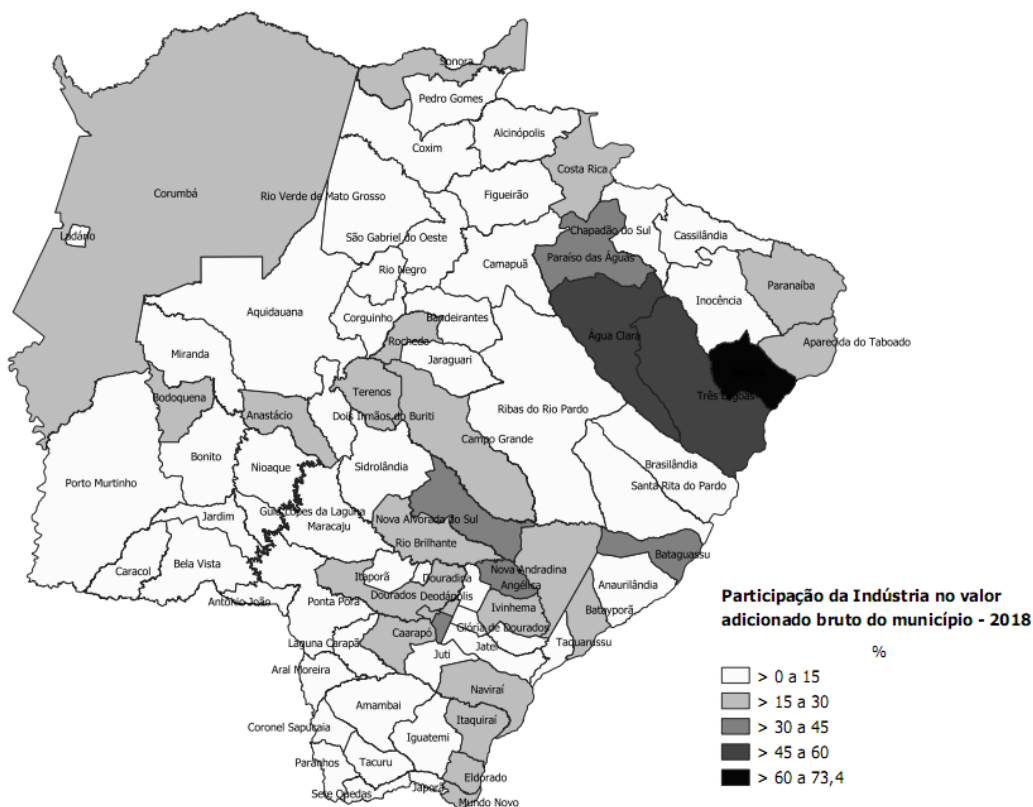 Sonora
Pedro Gomes
Alcinópolis
Coxim
Costa Rica
Corumbá
Rio Verde de Mato Grosso
Figueirão
Chapadão do Sul
Ladário
São Gabriel do Oeste
Cassilândia
Paraíso das Águas
Camapuã
Rio Negro
Paranaíba
Inocência
Aquidauana
Corguinho
Bandeirantes
Água Clara
Rochedo
Aparecida do Taboado
Miranda
Jaraguari
Terenos
Três Lagoas
Bodoquena
Ribas do Rio Pardo
Anastácio
Dois Irmãos do Buriti
Campo Grande
Bonito
Nioaque
Sidrolândia
Brasilândia
Porto Murtinho
Santa Rita do Pardo
Guia Lopes da Laguna
Jardim
Nova Alvorada do Sul
Maracaju
Rio Brilhante
Bataguassu
Bela Vista
Caracol
Nova Andradina
Itaporã
Douradina
Angélica
Anaurilândia
Dourados
Deodápolis
Antônio João
Ponta Porã
Ivinhema
Batayporã
Glória de Dourados
Caarapó
Laguna Carapã
Taquarussu
Jateí
Juti
Aral Moreira
Naviraí
Amambai
Itaquiraí
Coronel Sapucaia
Iguatemi
Paranhos
Tacuru
Eldorado
Japorã
Sete Quedas
Mundo Novo
Participação da Indústria no valor
adicionado bruto do município - 2018
%
> 0 a 15
> 15 a 30
> 30 a 45
> 45 a 60
> 60 a 73,4